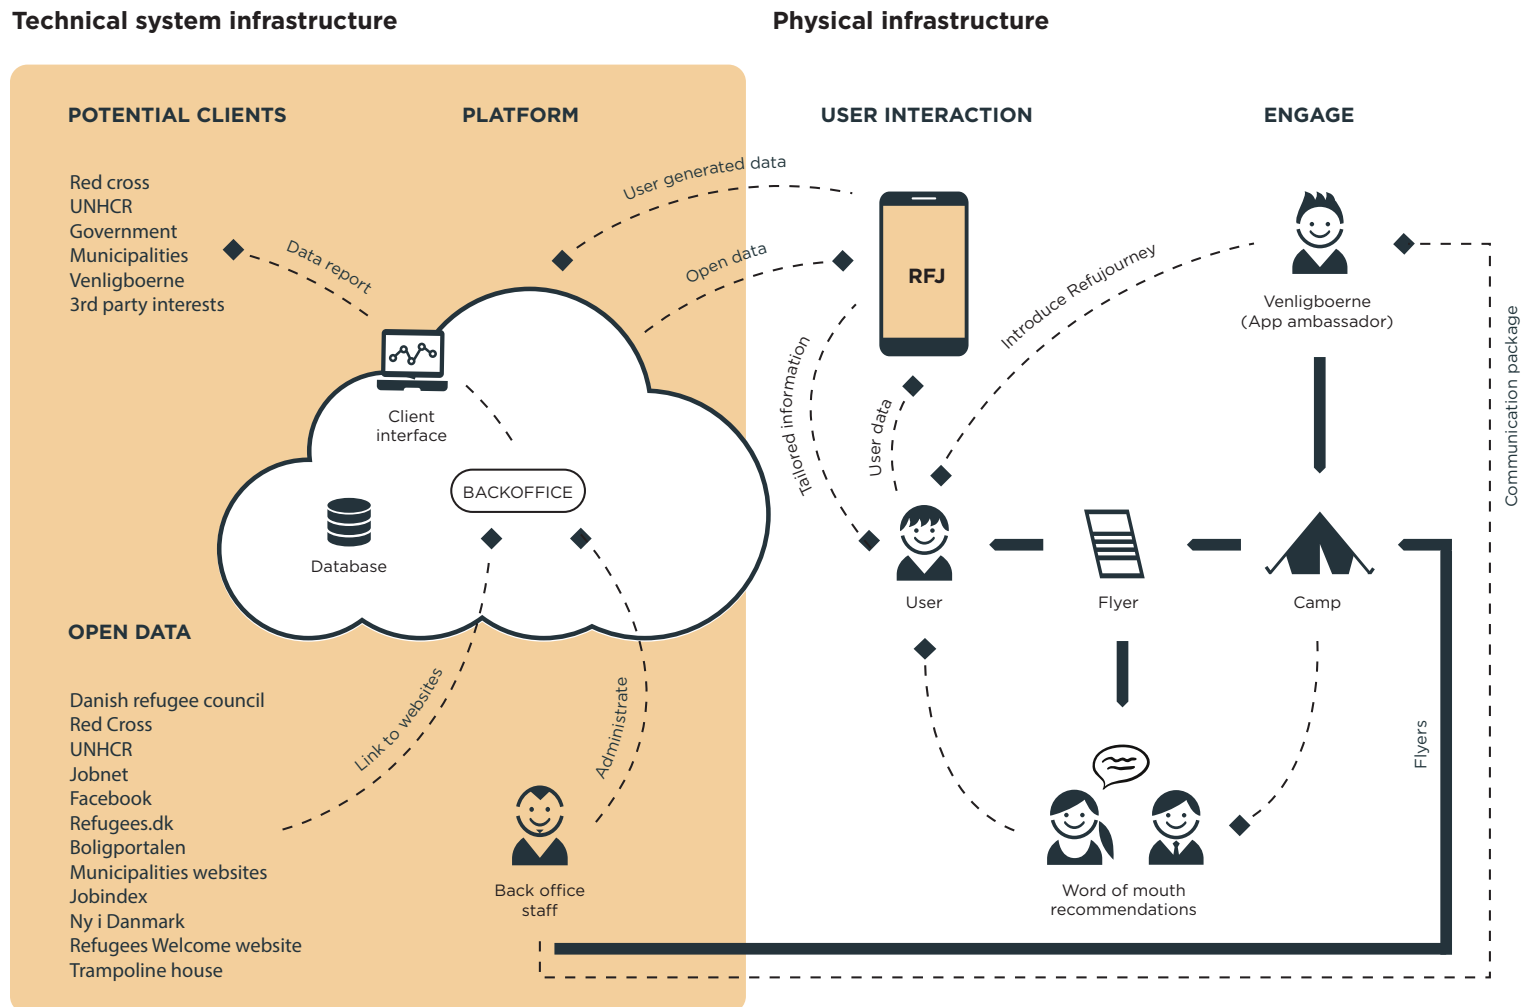 Technical system infrastructure
Physical infrastructure
POTENTIAL CLIENTS
PLATFORM
USER INTERACTION
ENGAGE
Red cross
UNHCR
Government
Municipalities
Venligboerne
3rd party interests
Data report
User generated data
Open data
RFJ
Introduce Refujourney
Venligboerne
(App ambassador)
Communication package
Client
interface
BACKOFFICE
Database
Tailored information
User data
User
Flyer
Camp
OPEN DATA
Danish refugee council
Red Cross
UNHCR
Jobnet
Facebook
Refugees.dk
Boligportalen
Municipalities websites
Jobindex
Ny i Danmark
Refugees Welcome website
Trampoline house
Link to websites
Administrate
Back office
staff
Word of mouth
recommendations
Flyers